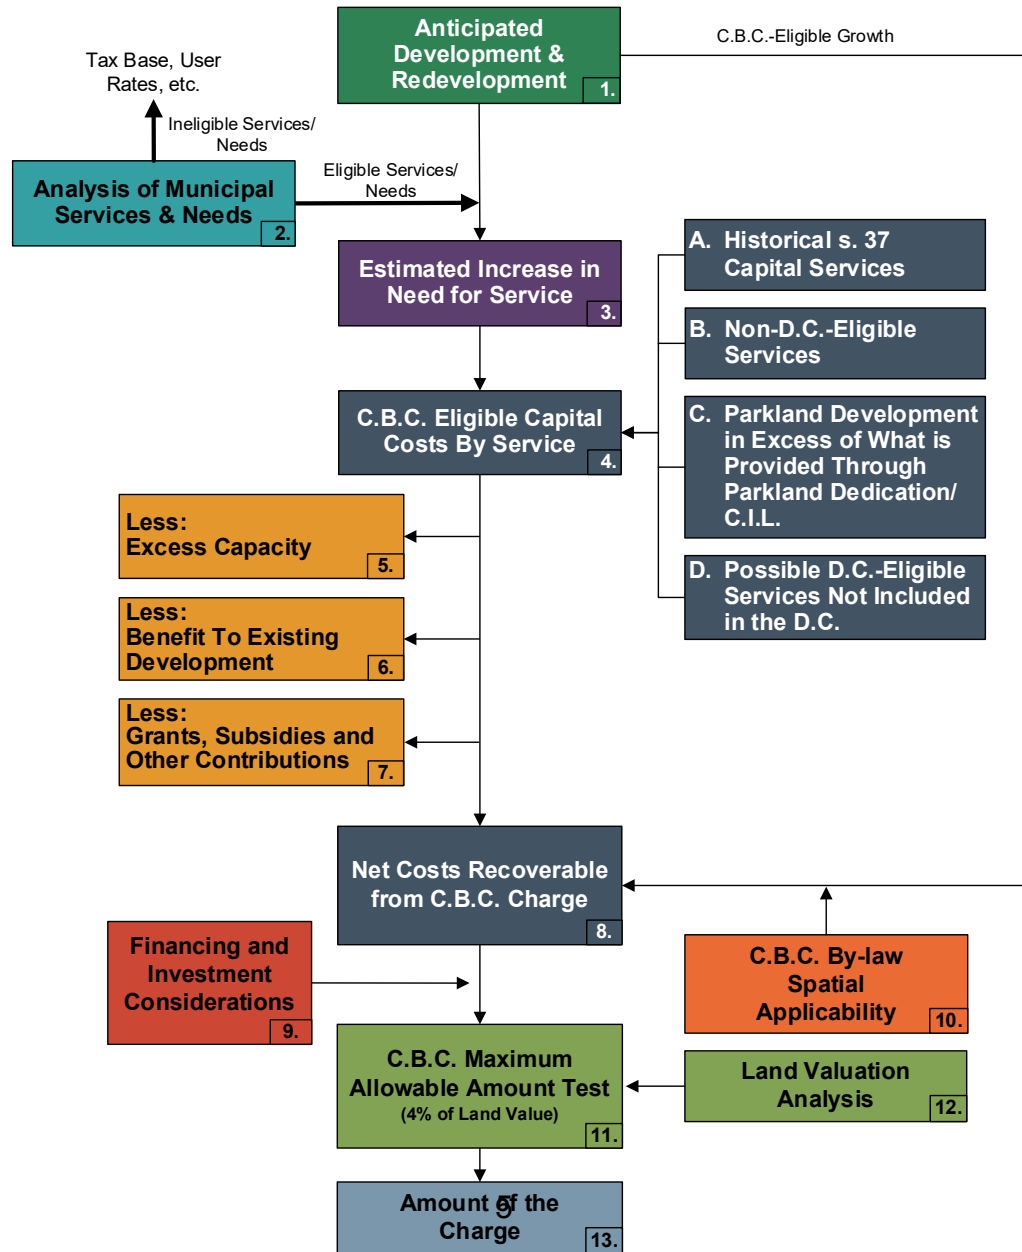 Anticipated
Development &
Redevelopment
1.
C.B.C.-Eligible Growth
Tax Base, User
Rates, etc.
Ineligible Services/
Needs
Analysis of Municipal
Services & Needs
2.
Eligible Services/
Needs
Estimated Increase in
Need for Service
3.
A. Historical s. 37
Capital Services
B. Non-D.C.-Eligible
Services
C. Parkland Development
in Excess of What is
Provided Through
Parkland Dedication/
C.I.L.
D. Possible D.C.-Eligible
Services Not Included
in the D.C.
C.B.C. Eligible Capital
Costs By Service
4.
Less:
Excess Capacity
5.
Less:
Benefit To Existing
Development
6.
Less:
Grants, Subsidies and
Other Contributions
7.
Net Costs Recoverable
from C.B.C. Charge
8.
Financing and
Investment
Considerations
9.
C.B.C. By-law
Spatial
Applicability
10.
C.B.C. Maximum
Allowable Amount Test
(4% of Land Value)
11.
Land Valuation
Analysis
12.
Amount of the
Charge
13.
5